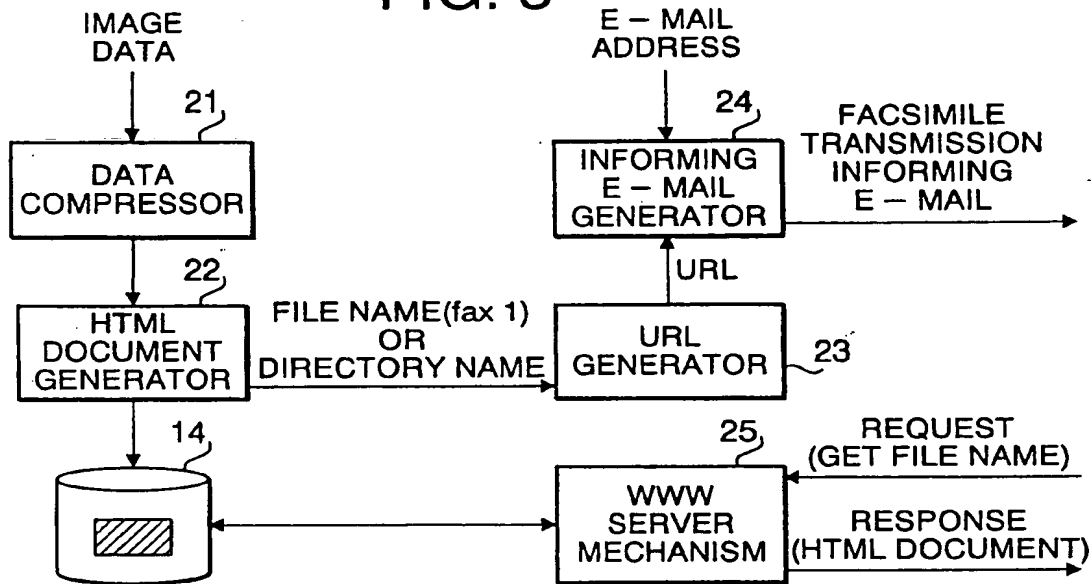 FIG.
IMAGE
DATA
21
DATA
COMPRESSOR
22
HTML
DOCUMENT
GENERATOR
FILE NAME(fax 1)
OR
DIRECTORY NAME
14
E – MAIL
ADDRESS
24
INFORMING
E – MAIL
GENERATOR
FACSIMILE
TRANSMISSION
INFORMING
E – MAIL
URL
URL
GENERATOR
23
25
WWW
SERVER
MECHANISM
REQUEST
(GET FILE NAME)
RESPONSE
(HTML DOCUMENT)